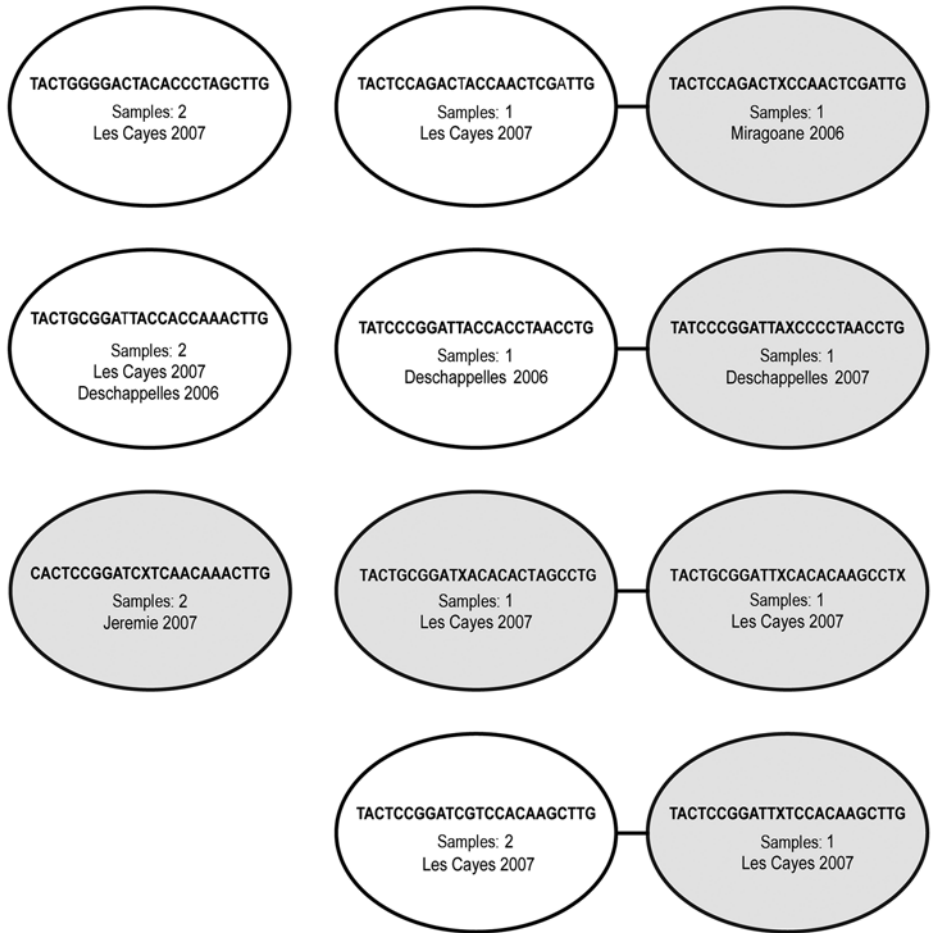 TACTGGGGACTACACCCTAGCTTG
Samples: 2
Les Cayes 2007
TACTCCAGACTACCAACTCGATTG
Samples: 1
Les Cayes 2007
TACTCCAGACTXCCAACTCGATTG
Samples: 1
Miragoane 2006
TACTGCGGATTACCACCAAACTTG
Samples: 2
Les Cayes 2007
Deschappelles 2006
TATCCCGGATTACCACCTAACCTG
Samples: 1
Deschappelles 2006
TATCCCGGATTAXCCCCTAACCTG
Samples: 1
Deschappelles 2007
CACTCCGGATCXTCAACAAACTTG
Samples: 2
Jeremie 2007
TACTGCGGATXACACACTAGCCTG
Samples: 1
Les Cayes 2007
TACTGCGGATTXCACACAAGCCTX
Samples: 1
Les Cayes 2007
TACTCCGGATCGTCCACAAGCTTG
Samples: 2
Les Cayes 2007
TACTCCGGATTXTCCACAAGCTTG
Samples: 1
Les Cayes 2007